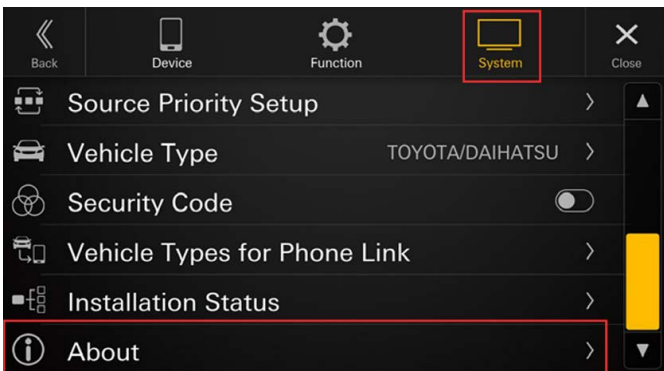 Back
Device
Function
System
Close
Source Priority Setup
Vehicle Type TOYOTA/DAIHATSU
Security Code
Vehicle Types for Phone Link
Installation Status
About